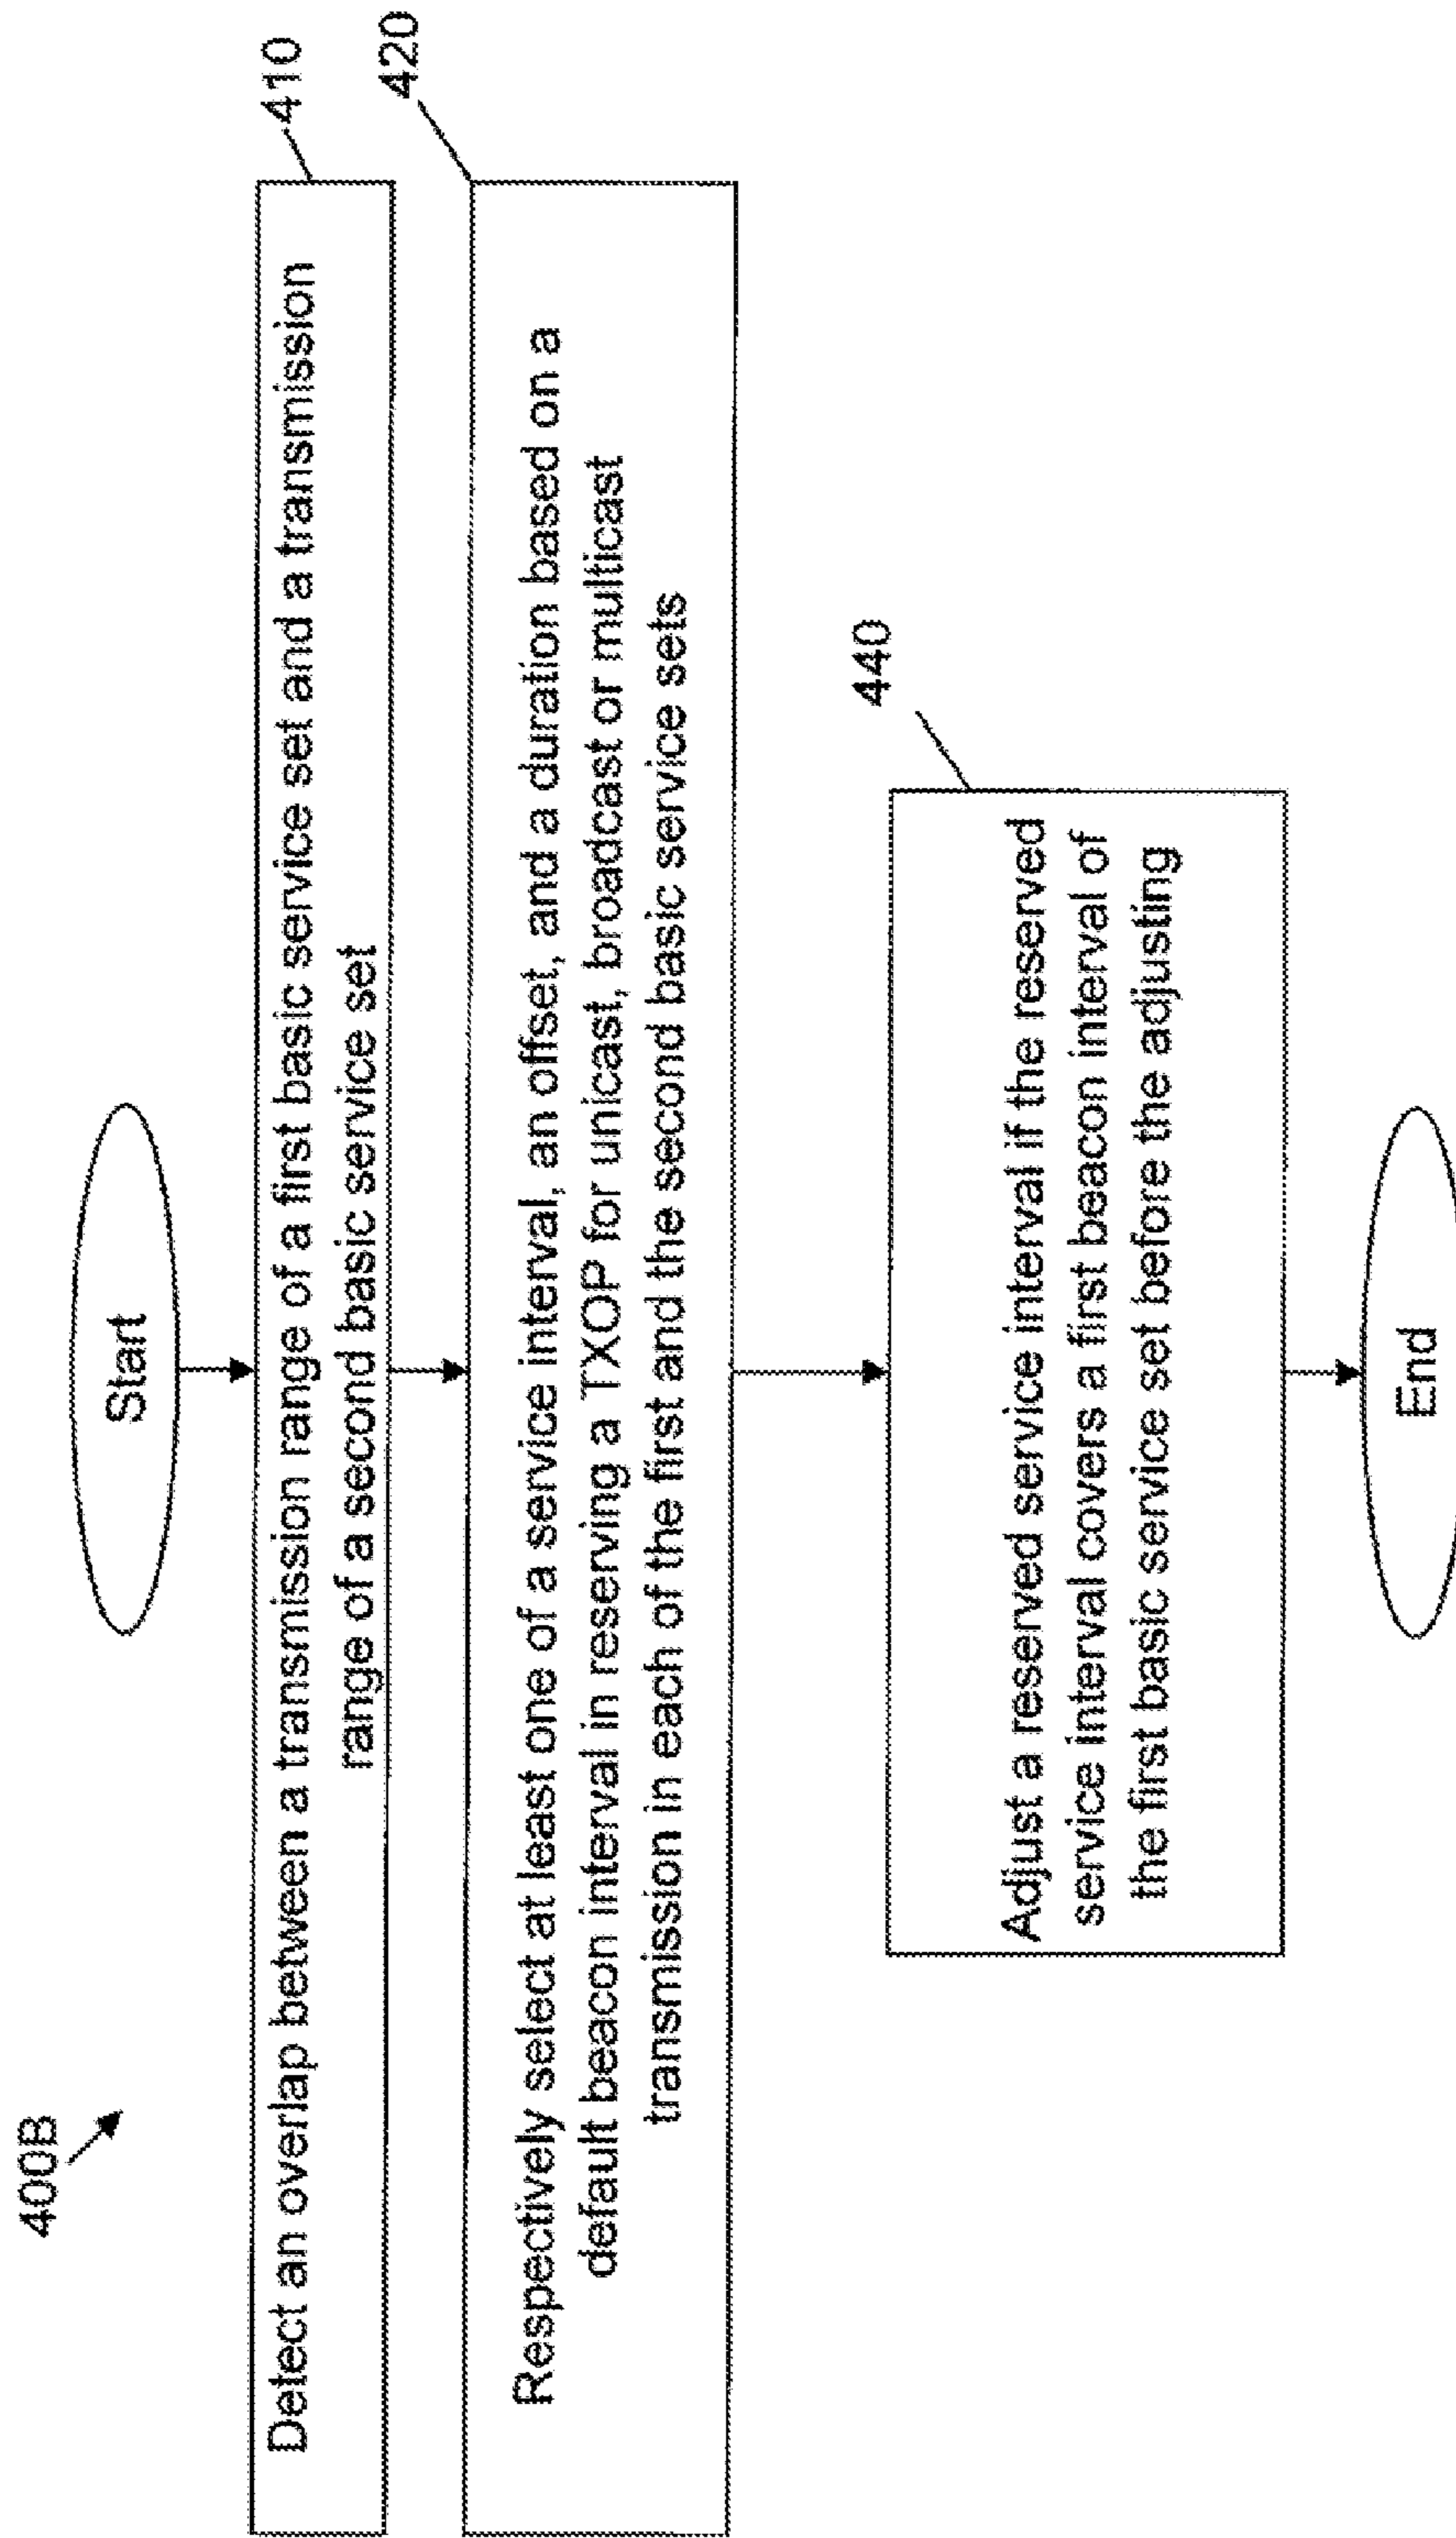 400B
Start
410
Detect an overlap between a transmission range of a first basic service set and a transmission
range of a second basic service set
420
Respectively select at least one of a service interval, an offset, and a duration based on a
default beacon interval in reserving a TXOP for unicast, broadcast or multicast
transmission in each of the first and the second basic service sets
440
Adjust a reserved service interval if the reserved
service interval covers a first beacon interval of
the first basic service set before the adjusting
End